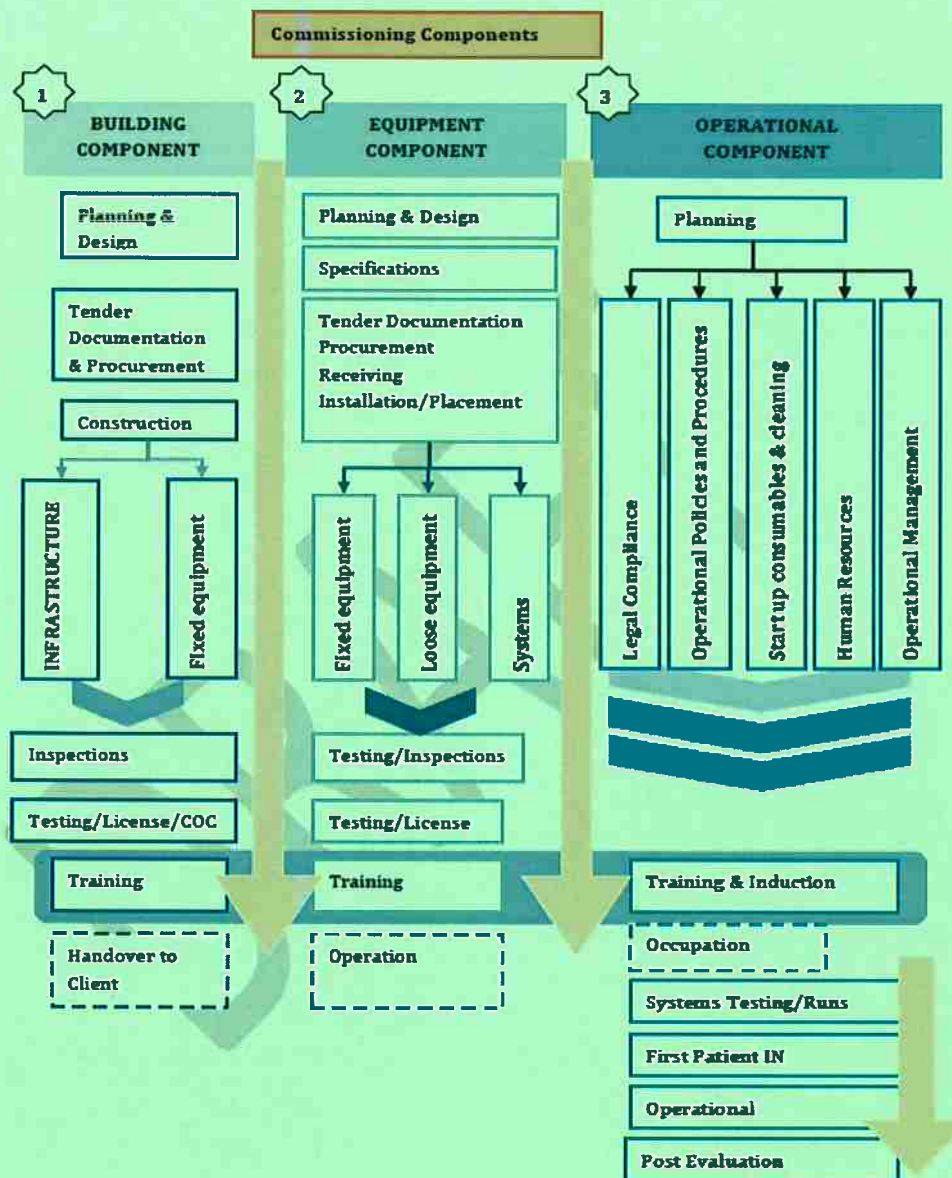 Commissioning Components
1
BUILDING
COMPONENT
Planning &
Design
Tender
Documentation
& Procurement
Construction
INFRASTRUCTURE
Fixed equipment
Inspections
Testing/License/COC
Training
Handover to
Client
2
EQUIPMENT
COMPONENT
Planning & Design
Specifications
Tender Documentation
Procurement
Receiving
Installation/Placement
Fixed equipment
Loose equipment
Systems
Testing/Inspections
Testing/License
Training
Operation
3
OPERATIONAL
COMPONENT
Planning
Legal Compliance
Operational Policies and Procedures
Startup consumables & cleaning
Human Resources
Operational Management
Training & Induction
Occupation
Systems Testing/Runs
First Patient IN
Operational
Post Evaluation